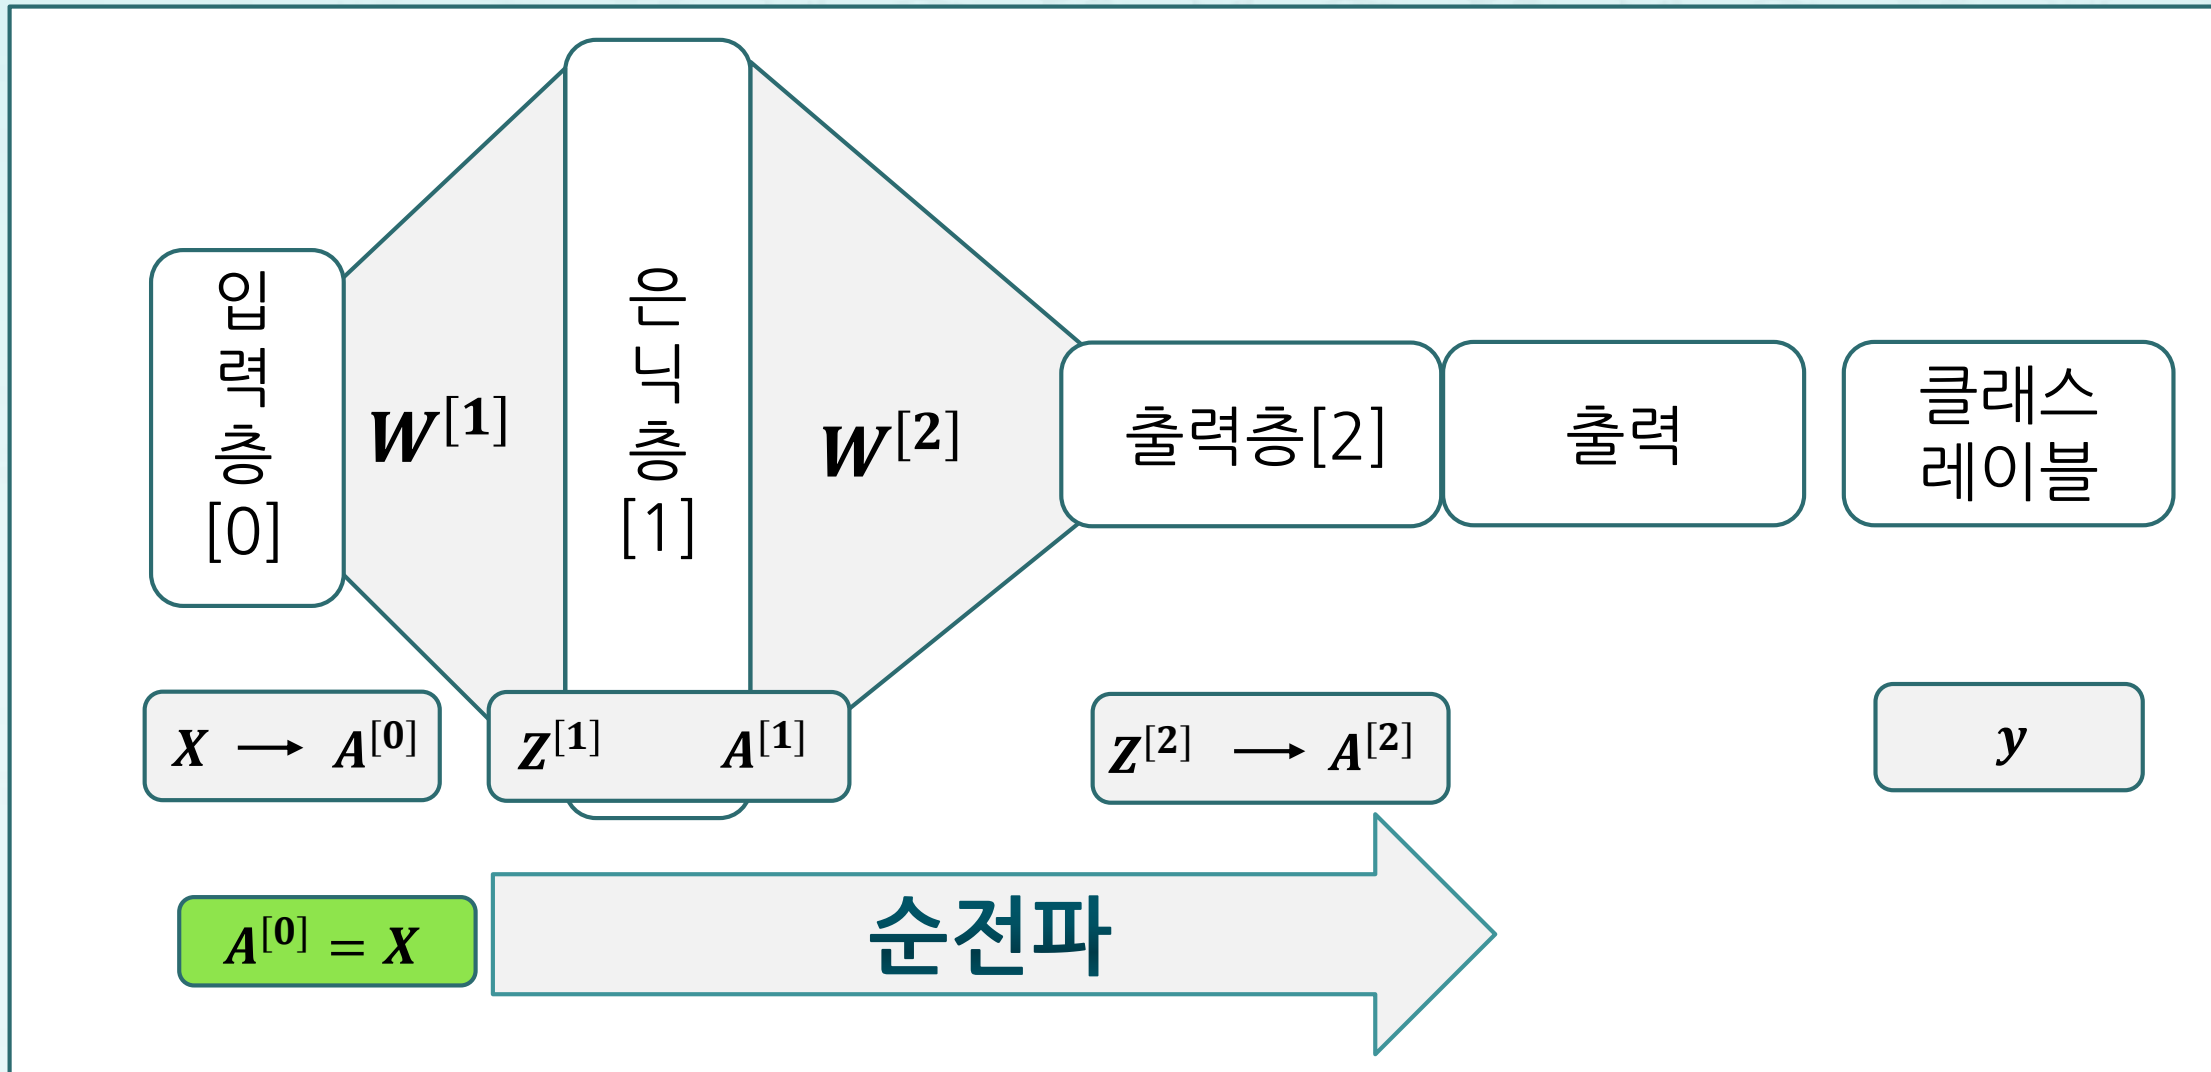 입
력
층
[0]
W^[1]
은
닉
층
[1]
W^[2]
출력층[2]
출력
클래스
레이블
X → A^[0]
Z^[1] A^[1]
Z^[2] → A^[2]
y
A^[0] = X
순전파